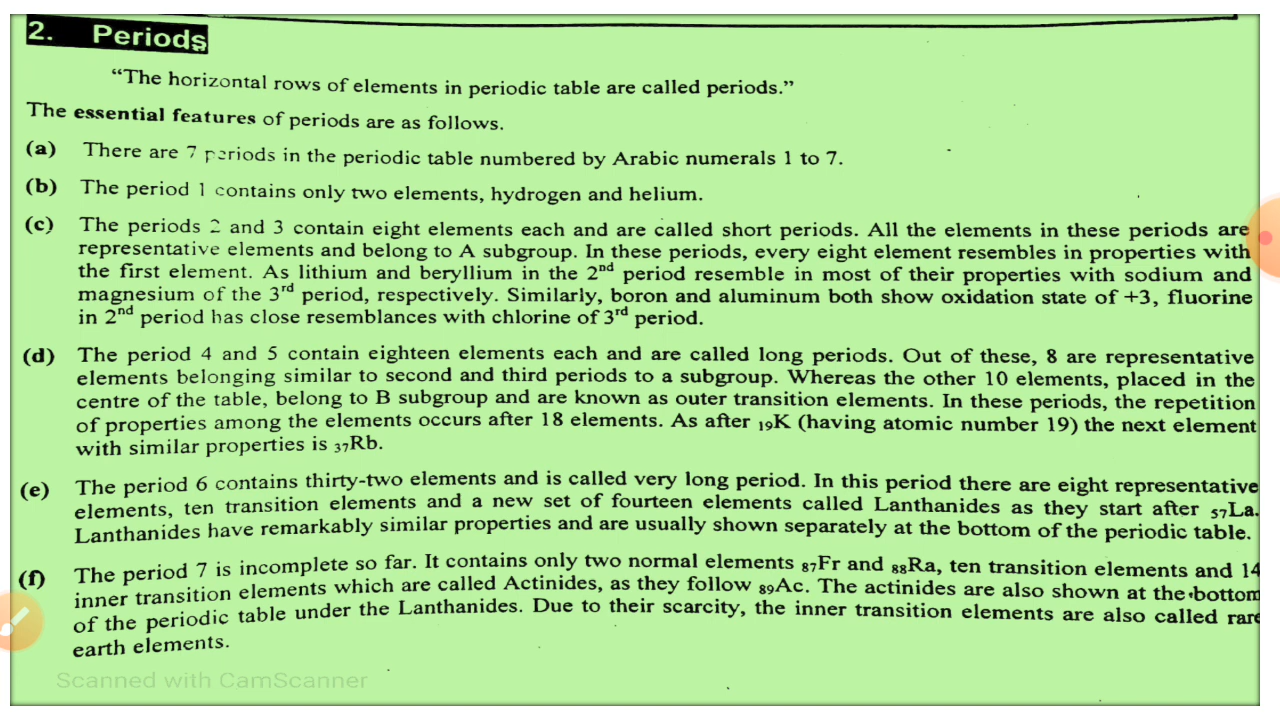 2. Periods
“The horizontal rows of elements in periodic table are called periods.”
The essential features of periods are as follows.
(a) There are 7 periods in the periodic table numbered by Arabic numerals 1 to 7.
(b) The period 1 contains only two elements, hydrogen and helium.
(c) The periods 2 and 3 contain eight elements each and are called short periods. All the elements in these periods are
representative elements and belong to A subgroup. In these periods, every eight element resembles in properties with
the first element. As lithium and beryllium in the 2nd period resemble in most of their properties with sodium and
magnesium of the 3rd period, respectively. Similarly, boron and aluminum both show oxidation state of +3, fluorine
in 2nd period has close resemblances with chlorine of 3rd period.
(d) The period 4 and 5 contain eighteen elements each and are called long periods. Out of these, 8 are representative
elements belonging similar to second and third periods to a subgroup. Whereas the other 10 elements, placed in the
centre of the table, belong to B subgroup and are known as outer transition elements. In these periods, the repetition
of properties among the elements occurs after 18 elements. As after ₁₉K (having atomic number 19) the next element
with similar properties is ₃₇Rb.
(e) The period 6 contains thirty-two elements and is called very long period. In this period there are eight representative
elements, ten transition elements and a new set of fourteen elements called Lanthanides as they start after ₅₇La.
Lanthanides have remarkably similar properties and are usually shown separately at the bottom of the periodic table.
(f) The period 7 is incomplete so far. It contains only two normal elements ₈₇Fr and ₈₈Ra, ten transition elements and 14
inner transition elements which are called Actinides, as they follow ₈₉Ac. The actinides are also shown at the bottom
of the periodic table under the Lanthanides. Due to their scarcity, the inner transition elements are also called rare
earth elements.
Scanned with CamScanner